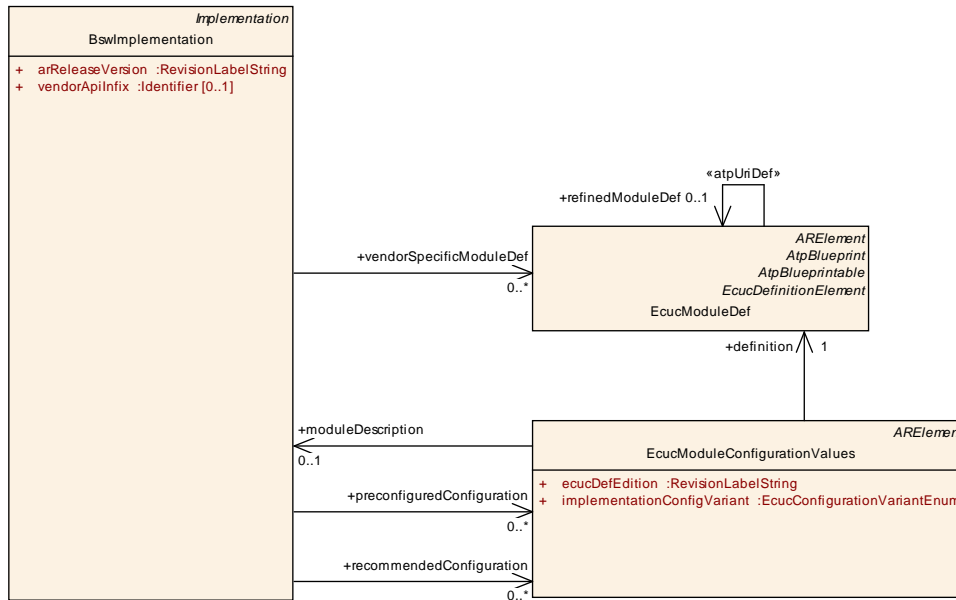 Implementation
BswImplementation
+ arReleaseVersion :RevisionLabelString
+ vendorApiInfix :Identifier [0..1]
«atpUriDef»
+refinedModuleDef 0..1
+vendorSpecificModuleDef
0..*
ARElement
AtpBlueprint
AtpBlueprintable
EcucDefinitionElement
EcucModuleDef
+definition
1
+moduleDescription
0..1
ARElement
EcucModuleConfigurationValues
+ ecucDefEdition :RevisionLabelString
+ implementationConfigVariant :EcucConfigurationVariantEnum
+preconfiguredConfiguration
0..*
+recommendedConfiguration
0..*